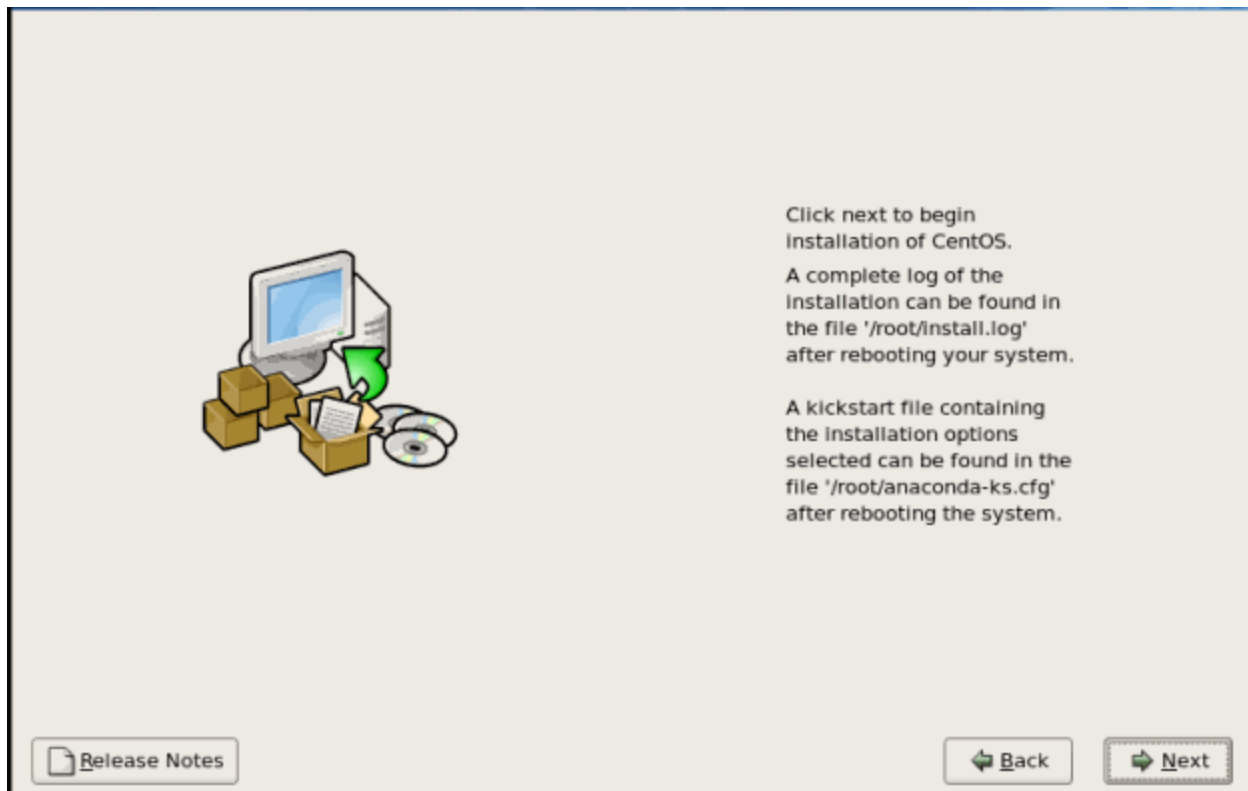 Click next to begin
installation of CentOS.
A complete log of the
installation can be found in
the file '/root/install.log'
after rebooting your system.
A kickstart file containing
the installation options
selected can be found in the
file '/root/anaconda-ks.cfg'
after rebooting the system.
Release Notes
Back
Next